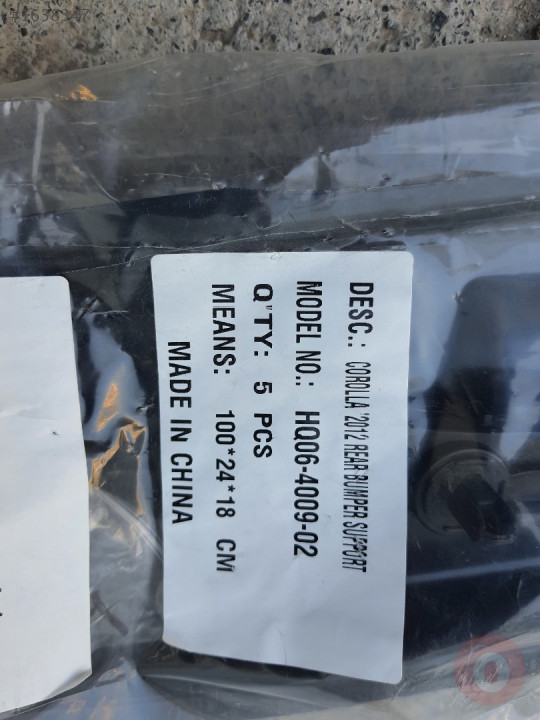 DESC.: COROLLA '2012 REAR BUMPER SUPPORT
MODEL NO.: HQ06-4009-02
Q'TY: 5 PCS
MEANS: 100*24*18 CM
MADE IN CHINA